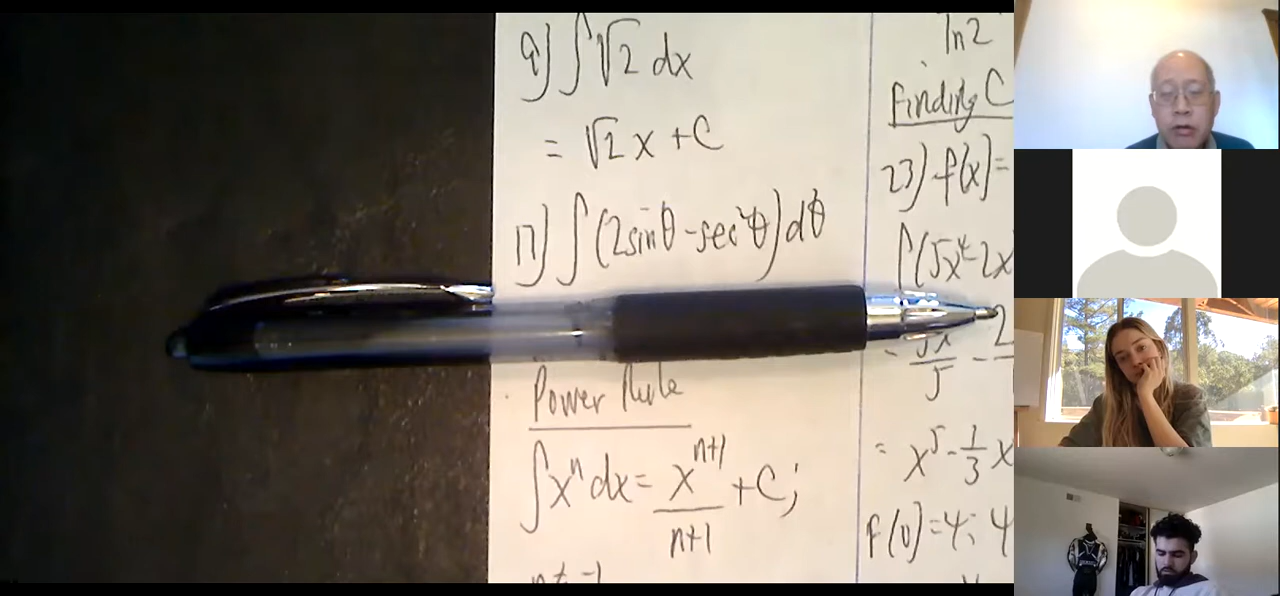 9) ∫√2 dx
= √2 x + C
17) ∫(2sinθ - sec²θ)dθ
Power Rule
∫xⁿdx = xⁿ⁺¹/n+1 + C;
n ≠ -1
ln2
Finding C
23) f(x)=
∫(5x⁴-2x
= x⁵ - 1/3 x
f(0)=4; 4